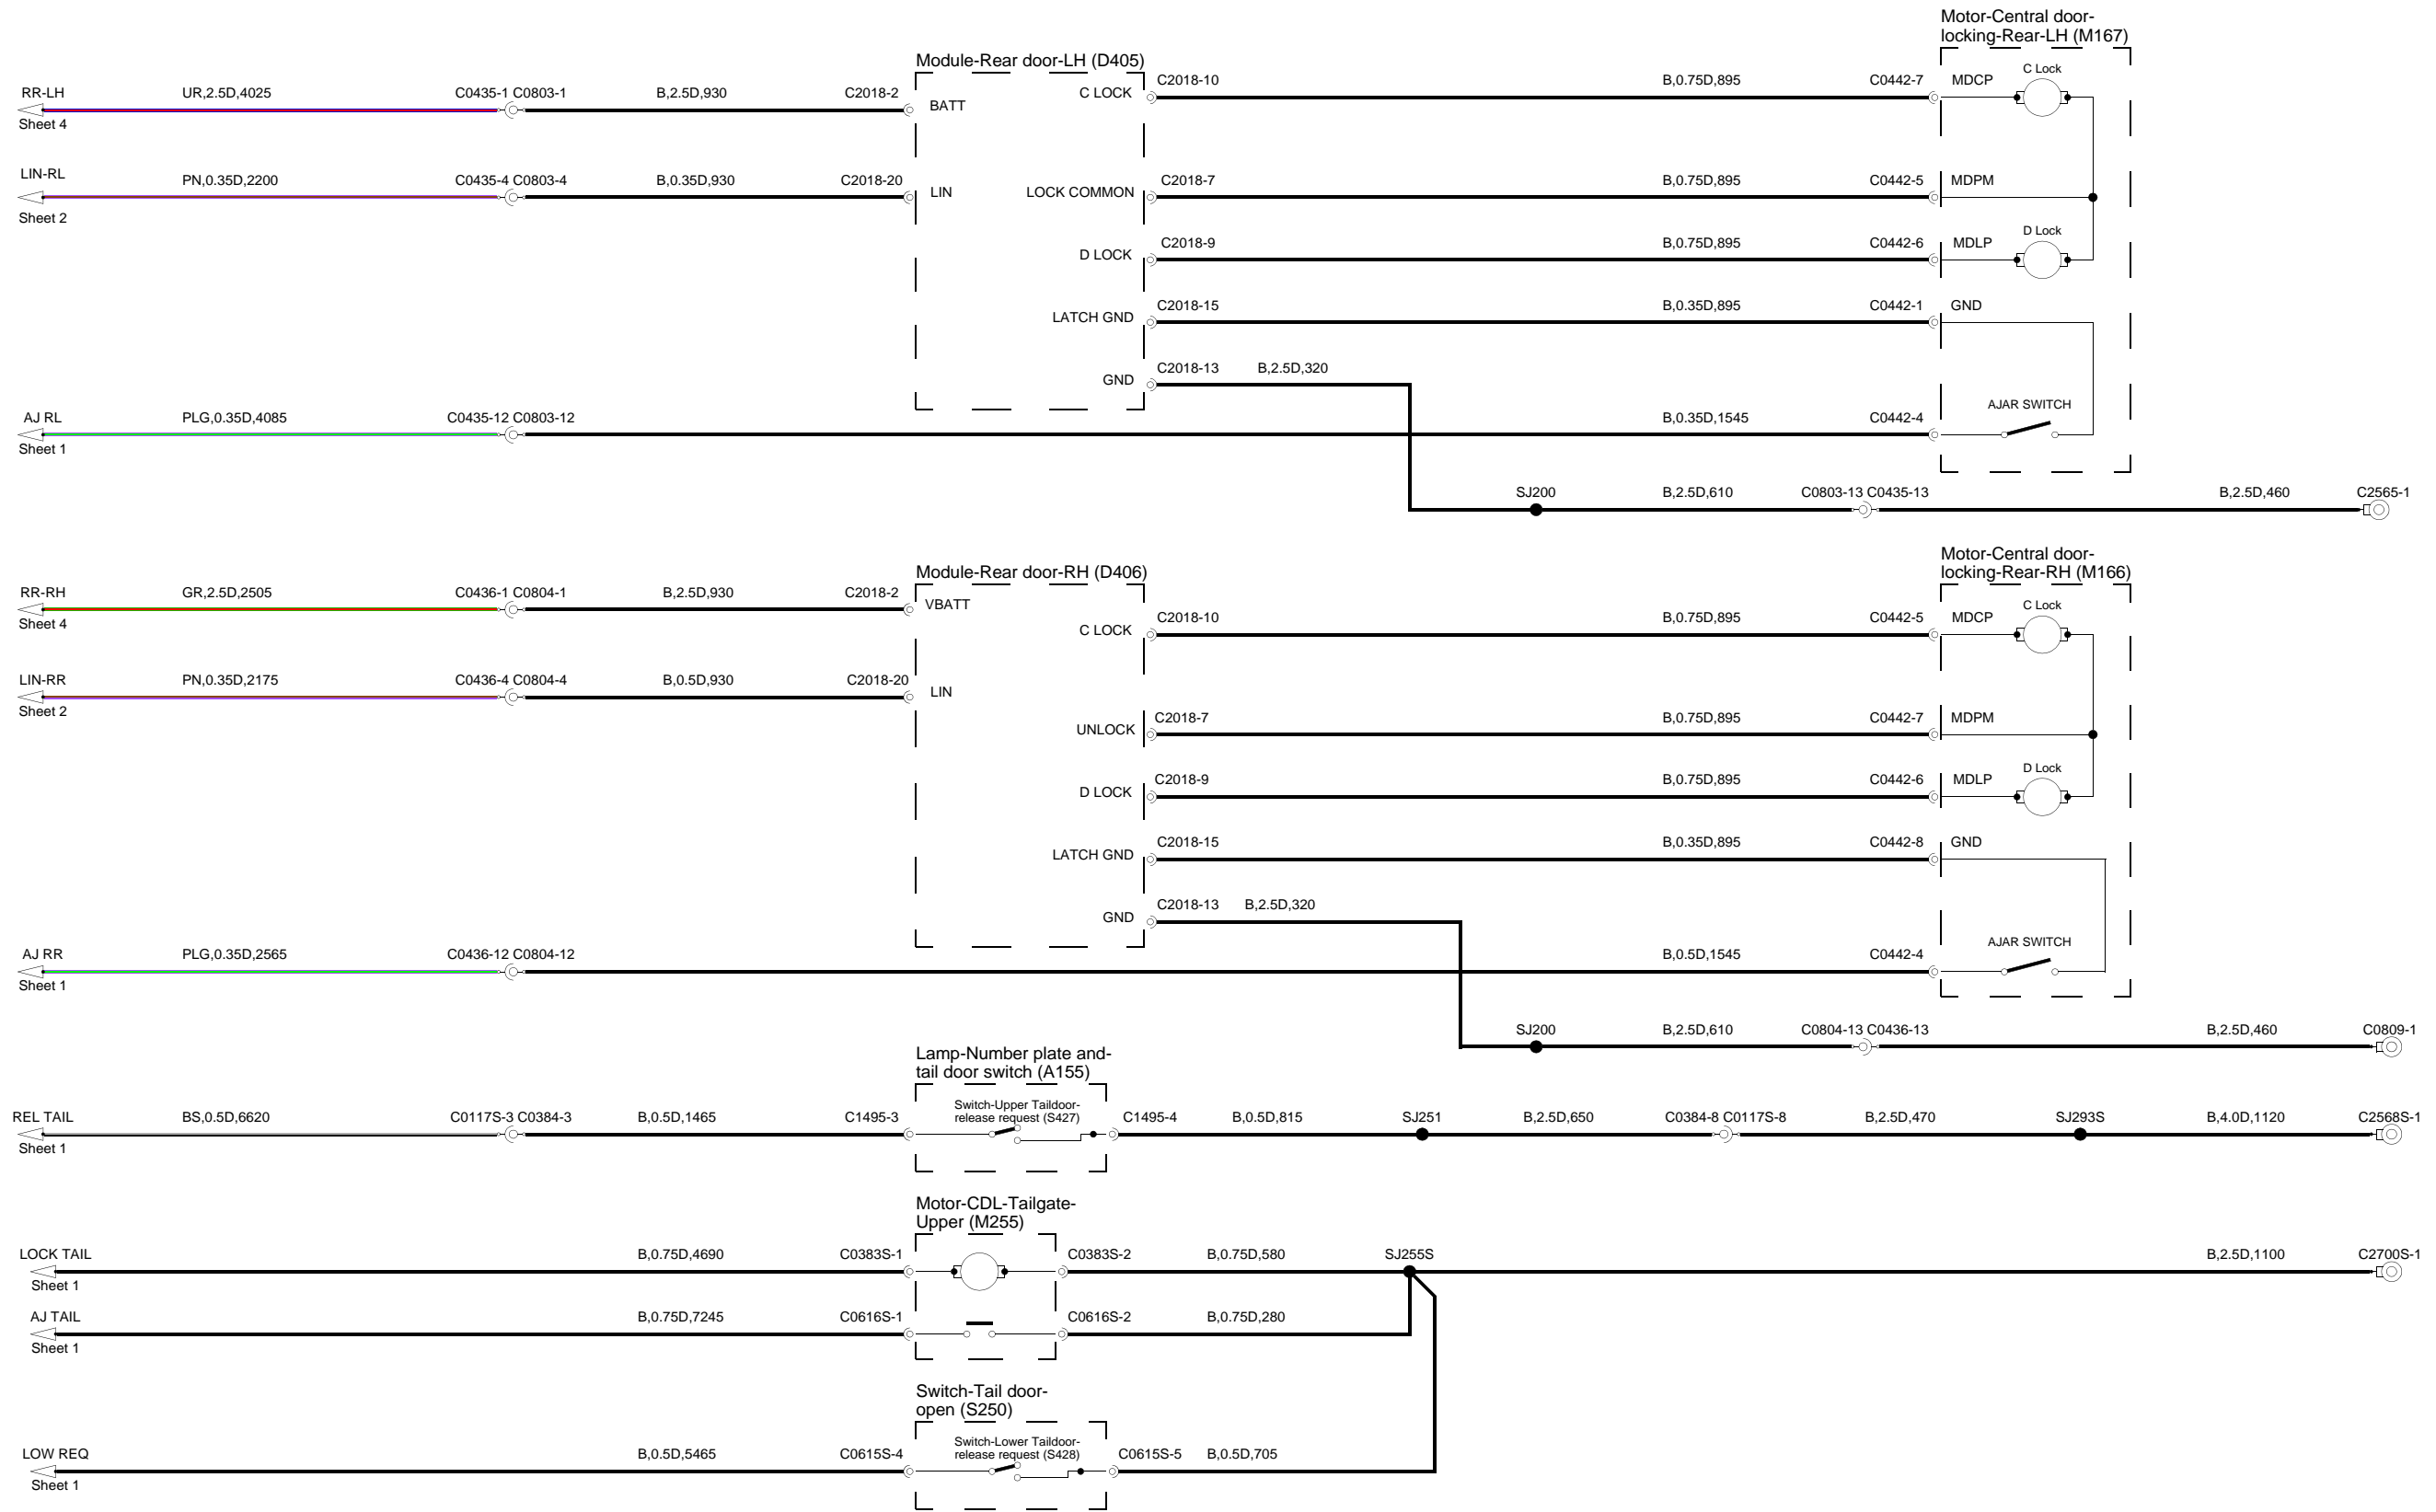 Motor-Central door-
locking-Rear-LH (M167)
Module-Rear door-LH (D405)
RR-LH UR,2.5D,4025 C0435-1 C0803-1 B,2.5D,930 C2018-2 BATT C LOCK C2018-10 B,0.75D,895 C0442-7 MDCP C Lock
Sheet 4
LIN-RL PN,0.35D,2200 C0435-4 C0803-4 B,0.35D,930 C2018-20 LIN LOCK COMMON C2018-7 B,0.75D,895 C0442-5 MDPM
Sheet 2
D LOCK C2018-9 B,0.75D,895 C0442-6 MDLP D Lock
LATCH GND C2018-15 B,0.35D,895 C0442-1 GND
GND C2018-13 B,2.5D,320
AJ RL PLG,0.35D,4085 C0435-12 C0803-12 B,0.35D,1545 C0442-4 AJAR SWITCH
Sheet 1
SJ200 B,2.5D,610 C0803-13 C0435-13 B,2.5D,460 C2565-1
Motor-Central door-
locking-Rear-RH (M166)
Module-Rear door-RH (D406)
RR-RH GR,2.5D,2505 C0436-1 C0804-1 B,2.5D,930 C2018-2 VBATT
Sheet 4
C LOCK C2018-10 B,0.75D,895 C0442-5 MDCP C Lock
LIN-RR PN,0.35D,2175 C0436-4 C0804-4 B,0.5D,930 C2018-20 LIN
Sheet 2
UNLOCK C2018-7 B,0.75D,895 C0442-7 MDPM
D LOCK C2018-9 B,0.75D,895 C0442-6 MDLP D Lock
LATCH GND C2018-15 B,0.35D,895 C0442-8 GND
GND C2018-13 B,2.5D,320
AJ RR PLG,0.35D,2565 C0436-12 C0804-12 B,0.5D,1545 C0442-4 AJAR SWITCH
Sheet 1
SJ200 B,2.5D,610 C0804-13 C0436-13 B,2.5D,460 C0809-1
Lamp-Number plate and-
tail door switch (A155)
Switch-Upper Taildoor-
release request (S427)
REL TAIL BS,0.5D,6620 C0117S-3 C0384-3 B,0.5D,1465 C1495-3 C1495-4 B,0.5D,815 SJ251 B,2.5D,650 C0384-8 C0117S-8 B,2.5D,470 SJ293S B,4.0D,1120 C2568S-1
Sheet 1
Motor-CDL-Tailgate-
Upper (M255)
LOCK TAIL B,0.75D,4690 C0383S-1 C0383S-2 B,0.75D,580 SJ255S B,2.5D,1100 C2700S-1
Sheet 1
AJ TAIL B,0.75D,7245 C0616S-1 C0616S-2 B,0.75D,280
Sheet 1
Switch-Tail door-
open (S250)
Switch-Lower Taildoor-
release request (S428)
LOW REQ B,0.5D,5465 C0615S-4 C0615S-5 B,0.5D,705
Sheet 1